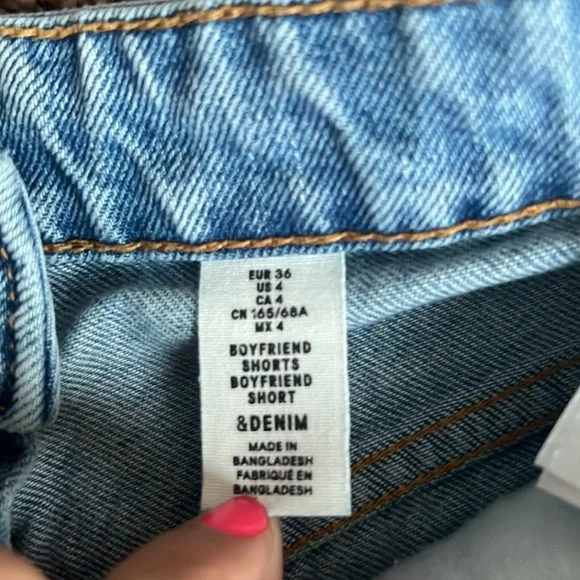 EUR 36
US 4
CA 4
CN 165/68A
MX 4
BOYFRIEND
SHORTS
BOYFRIEND
SHORT
&DENIM
MADE IN
BANGLADESH
FABRIQUÉ EN
BANGLADESH